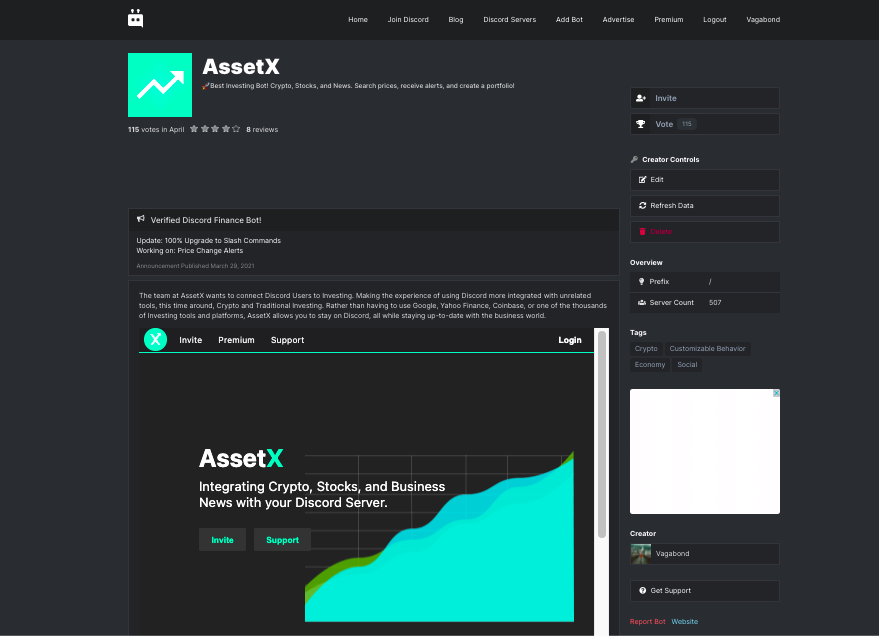 Home Join Discord Blog Discord Servers Add Bot Advertise Premium Logout Vagabond
AssetX
🚀Best Investing Bot! Crypto, Stocks, and News. Search prices, receive alerts, and create a portfolio!
115 votes in April 8 reviews
Invite
Vote 115
Creator Controls
Edit
Refresh Data
Delete
Overview
Prefix /
Server Count 507
Tags
Crypto Customizable Behavior
Economy Social
Creator
Vagabond
Get Support
Report Bot Website
Verified Discord Finance Bot!
Update: 100% Upgrade to Slash Commands
Working on: Price Change Alerts
Announcement Published March 29, 2021
The team at AssetX wants to connect Discord Users to Investing. Making the experience of using Discord more integrated with unrelated
tools, this time around, Crypto and Traditional Investing. Rather than having to use Google, Yahoo Finance, Coinbase, or one of the thousands
of Investing tools and platforms, AssetX allows you to stay on Discord, all while staying up-to-date with the business world.
X Invite Premium Support Login
AssetX
Integrating Crypto, Stocks, and Business
News with your Discord Server.
Invite Support